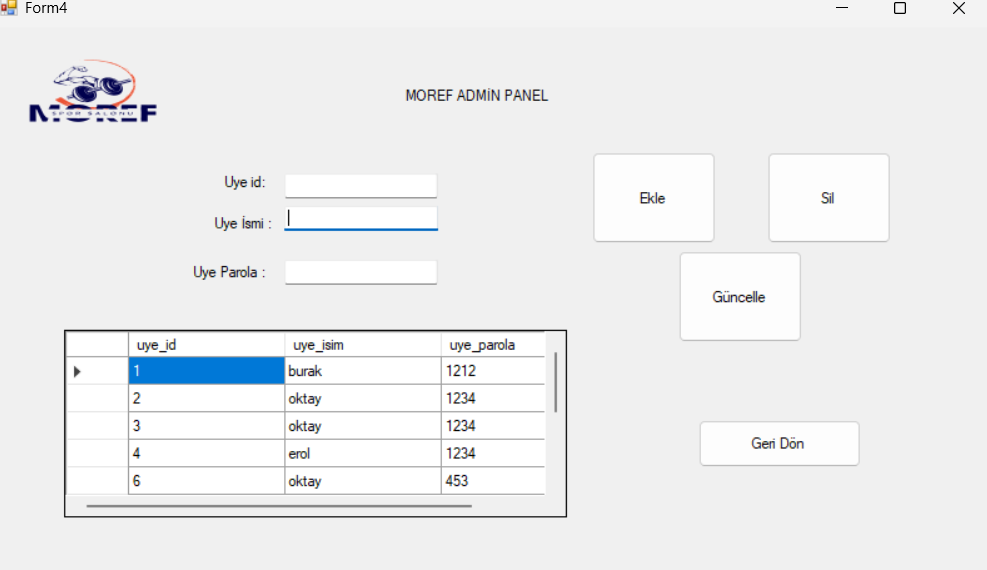 Form4
MOREF
SPOR SALONU
MOREF ADMİN PANEL
Uye id:
Uye İsmi :
Uye Parola :
Ekle
Sil
Güncelle
uye_id uye_isim uye_parola
1 burak 1212
2 oktay 1234
3 oktay 1234
4 erol 1234
6 oktay 453
Geri Dön